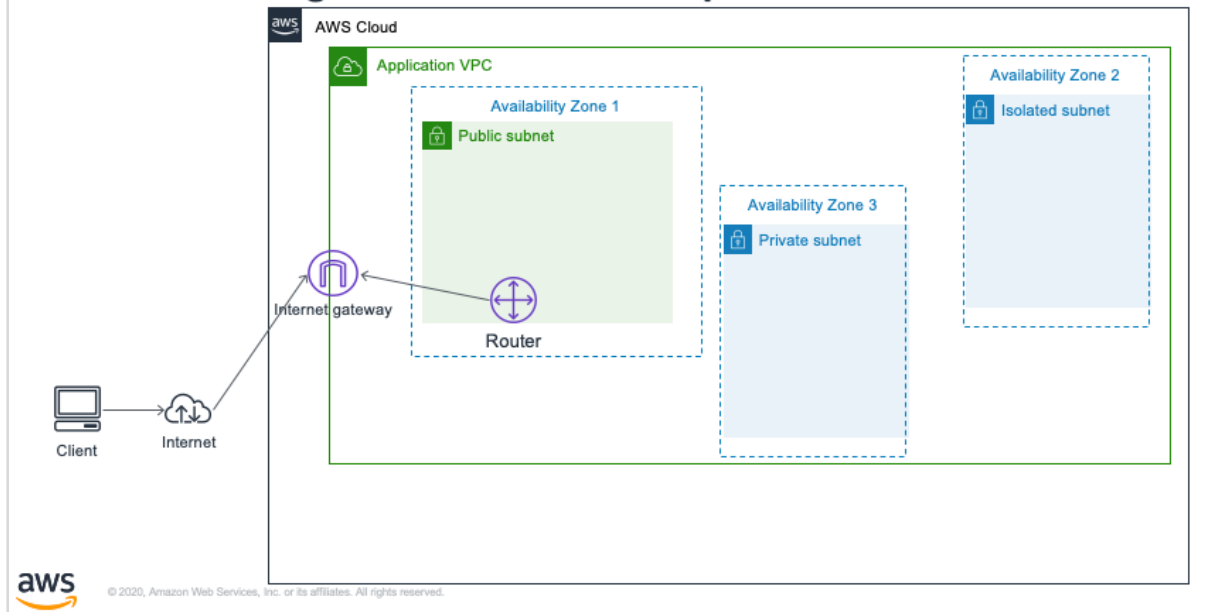 aws
AWS Cloud
Application VPC
Availability Zone 1
Public subnet
Availability Zone 2
Isolated subnet
Availability Zone 3
Private subnet
Internet gateway
Router
Client
Internet
aws
© 2020, Amazon Web Services, Inc. or its affiliates. All rights reserved.